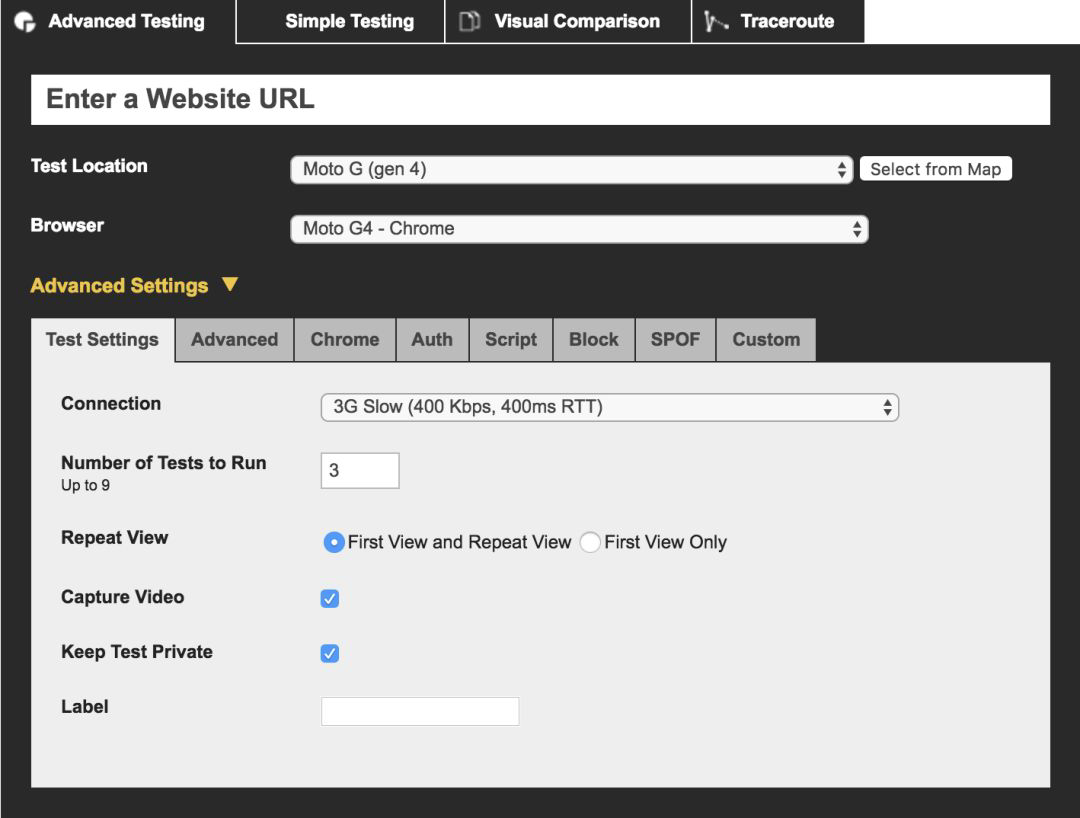 Advanced Testing Simple Testing Visual Comparison Traceroute
Enter a Website URL
Test Location Moto G (gen 4) Select from Map
Browser Moto G4 - Chrome
Advanced Settings ▼
Test Settings Advanced Chrome Auth Script Block SPOF Custom
Connection 3G Slow (400 Kbps, 400ms RTT)
Number of Tests to Run 3
Up to 9
Repeat View First View and Repeat View First View Only
Capture Video
Keep Test Private
Label